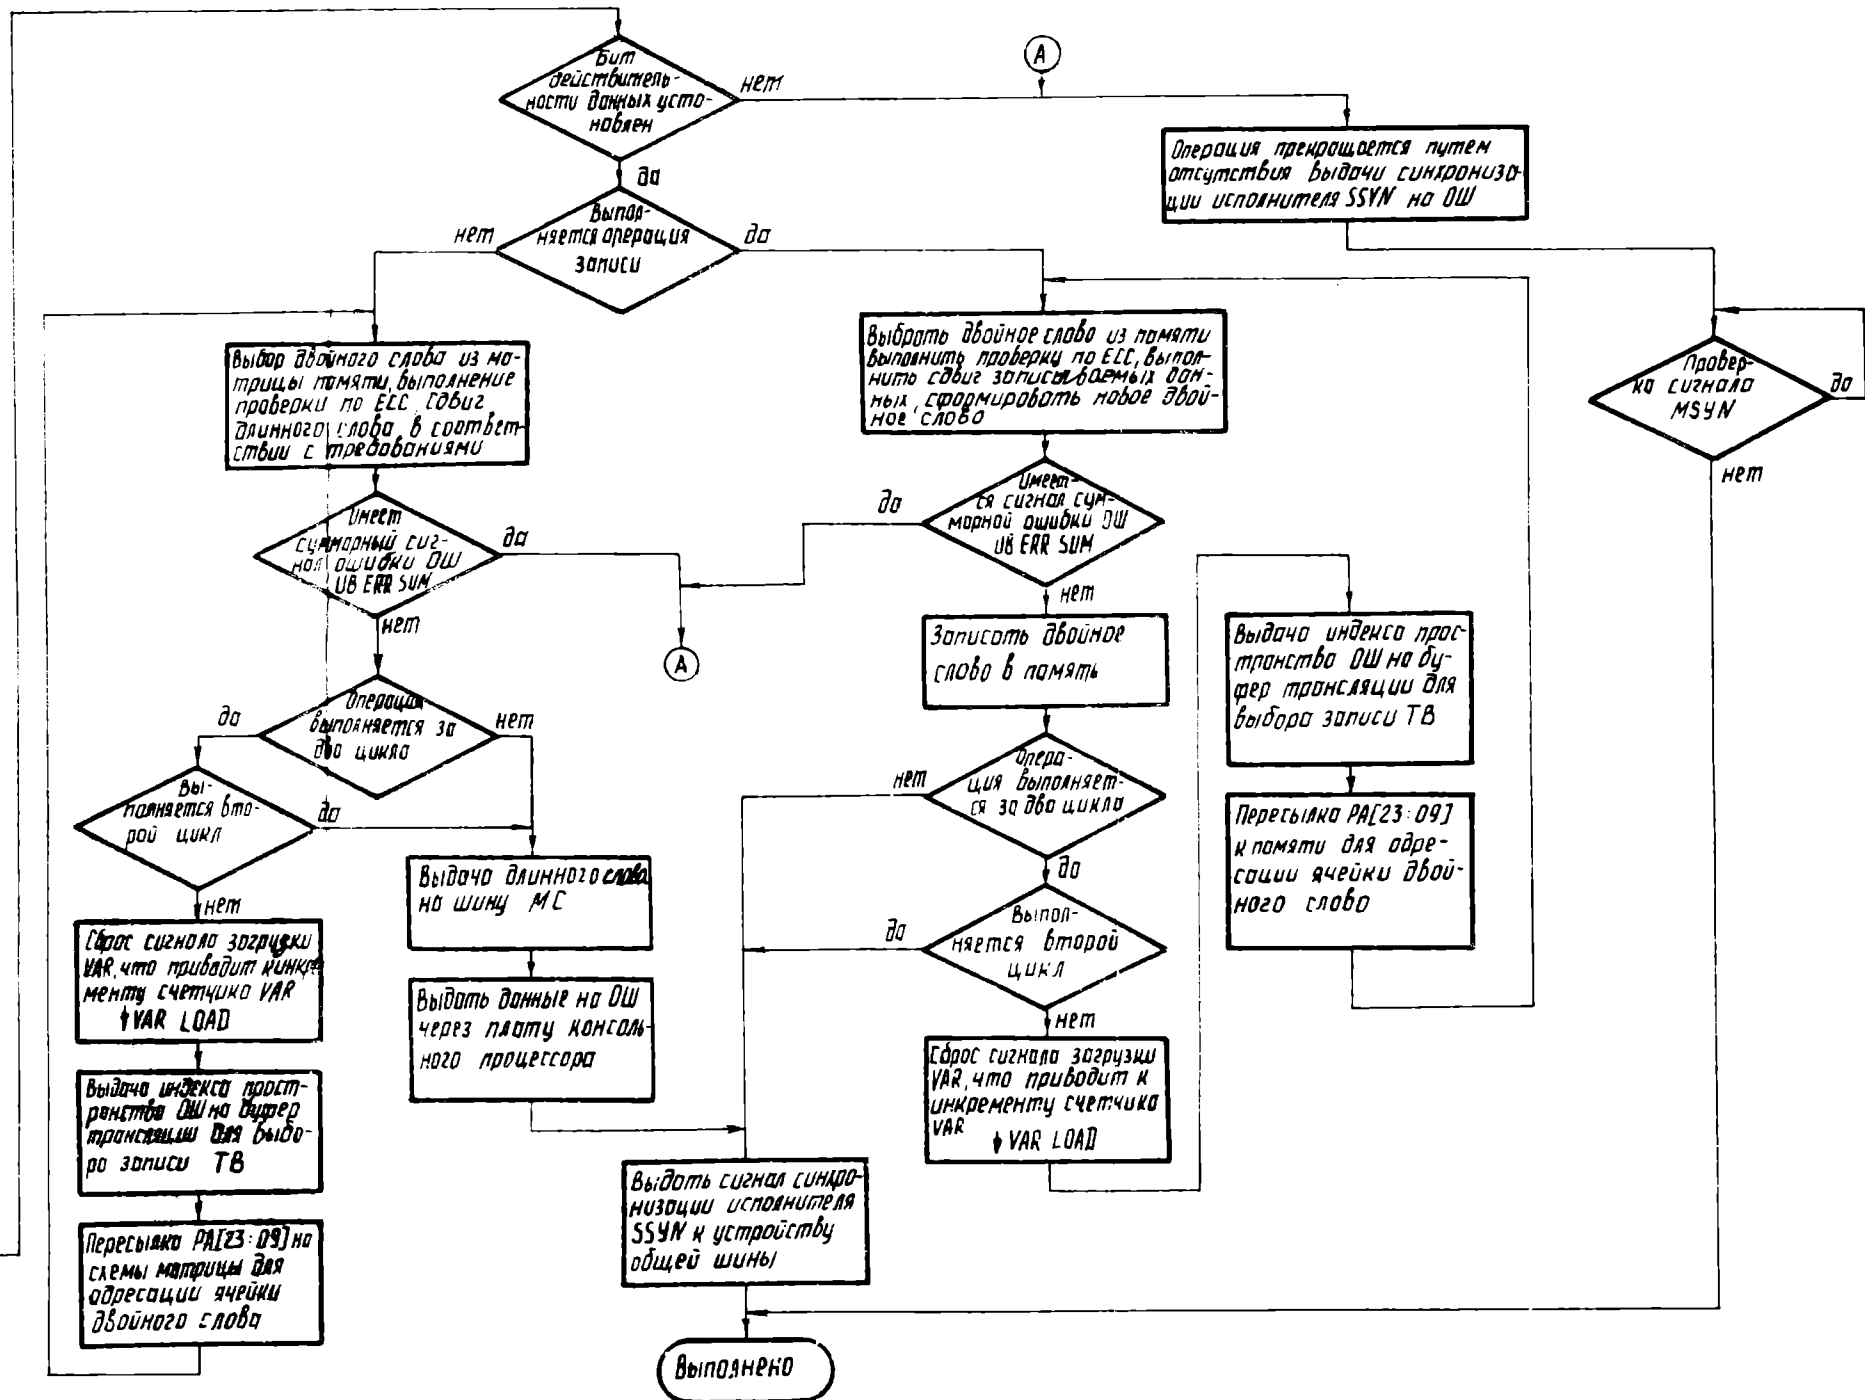 Бит
действитель-
ности данных уста-
новлен
нет
А
да
Операция прекращается путем
отсутствия выдачи синхрониза-
ции исполнителя SSYN на ОШ
Выпол-
няется операция
записи
нет
да
Выбор двойного слова из ма-
трицы памяти, выполнение
проверки по ECC, сдвиг
длинного слова в соответ-
ствии с требованиями
Выбрать двойное слово из памяти
выполнить проверку по ECC, выпол-
нить сдвиг записываемых дан-
ных, сформировать новое двой-
ное слово
Провер-
ка сигнала
MSYN
да
нет
Имеет
суммарный сиг-
нал ошибки ОШ
UB ERR SUM
да
нет
Имеет-
ся сигнал сум-
марной ошибки ОШ
UB ERR SUM
да
нет
А
Записать двойное
слово в память
Выдача индекса прос-
транства ОШ на бу-
фер трансляции для
выбора записи ТВ
Операция
выполняется за
два цикла
да
нет
Опера-
ция выполняет-
ся за два цикла
нет
да
Пересылка PA[23:09]
к памяти для адре-
сации ячейки двой-
ного слова
Вы-
полняется вто-
рой цикл
да
нет
Выдача длинного слова
на шину МС
Выпол-
няется второй
цикл
да
нет
Сброс сигнала загрузки
VAR, что приводит к инкре-
менту счетчика VAR
↓ VAR LOAD
Выдать данные на ОШ
через плату консоль-
ного процессора
Сброс сигнала загрузки
VAR, что приводит к
инкременту счетчика
VAR
↓ VAR LOAD
Выдача индекса прост-
ранства ОШ на буфер
трансляции для выбо-
ра записи ТВ
Выдать сигнал синхро-
низации исполнителя
SSYN к устройству
общей шины
Пересылка PA[23:09] на
схемы матрицы для
адресации ячейки
двойного слова
Выполнено